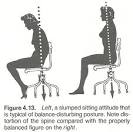 Figure 4.13. Left, a slumped sitting attitude that
is typical of balance-disturbing posture. Note dis-
tortion of the spine compared with the properly
balanced figure on the right.